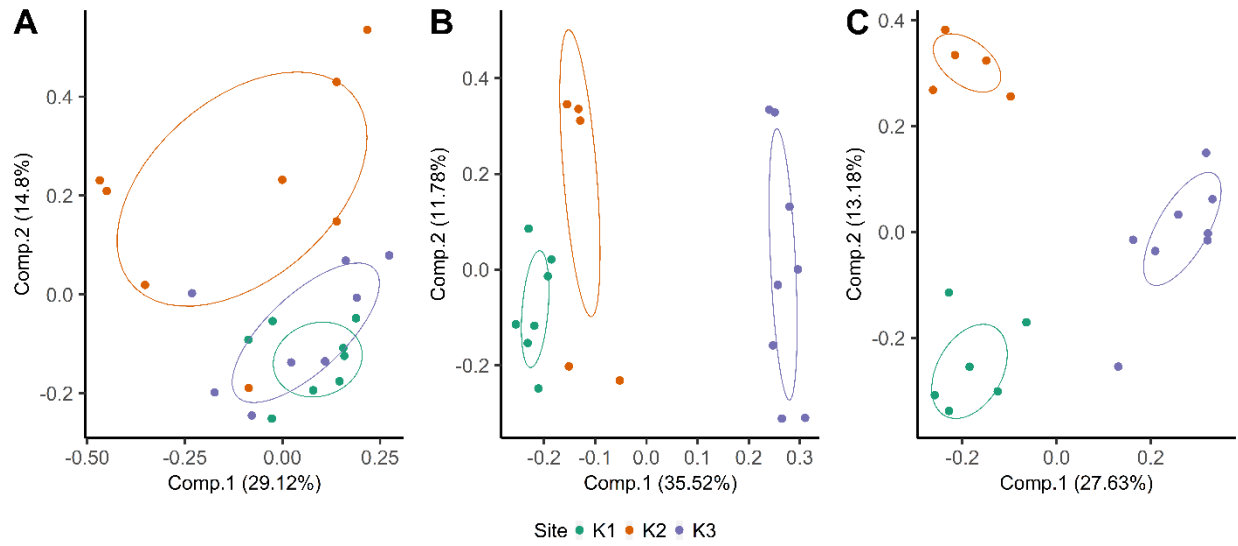 A
Comp.2 (14.8%)
0.4
0.2
0.0
-0.2
-0.50
-0.25
0.00
0.25
Comp.1 (29.12%)
B
Comp.2 (11.78%)
0.4
0.2
0.0
-0.2
-0.2
-0.1
0.0
0.1
0.2
0.3
Comp.1 (35.52%)
C
Comp.2 (13.18%)
0.4
0.2
0.0
-0.2
-0.2
0.0
0.2
Comp.1 (27.63%)
Site K1 K2 K3